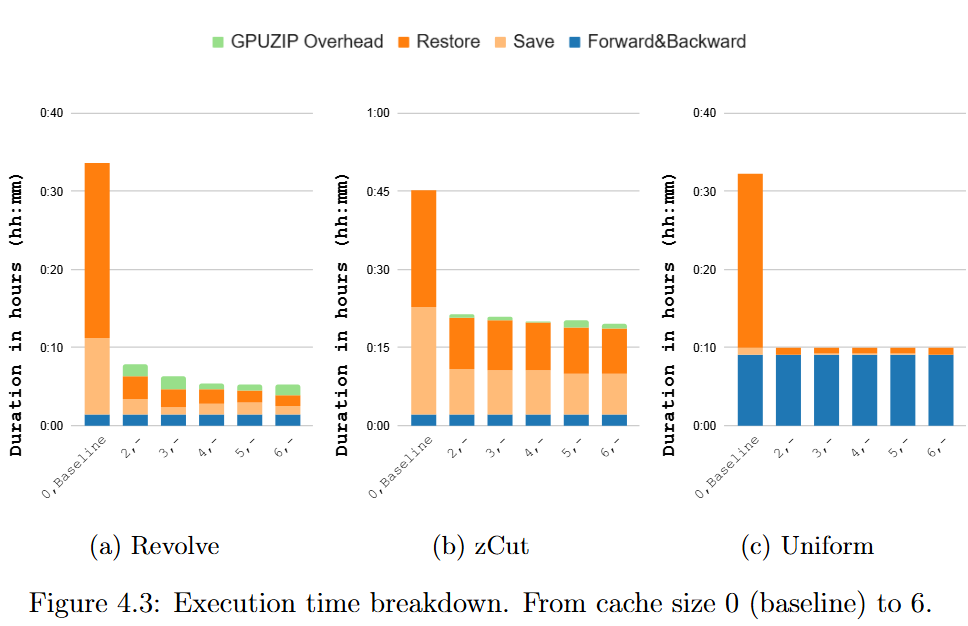 GPUZIP Overhead Restore Save Forward&Backward
Duration in hours (hh:mm)
0:40
0:30
0:20
0:10
0:00
0,Baseline 2,- 3,- 4,- 5,- 6,-
(a) Revolve
Duration in hours (hh:mm)
1:00
0:45
0:30
0:15
0:00
0,Baseline 2,- 3,- 4,- 5,- 6,-
(b) zCut
Duration in hours (hh:mm)
0:40
0:30
0:20
0:10
0:00
0,Baseline 2,- 3,- 4,- 5,- 6,-
(c) Uniform
Figure 4.3: Execution time breakdown. From cache size 0 (baseline) to 6.